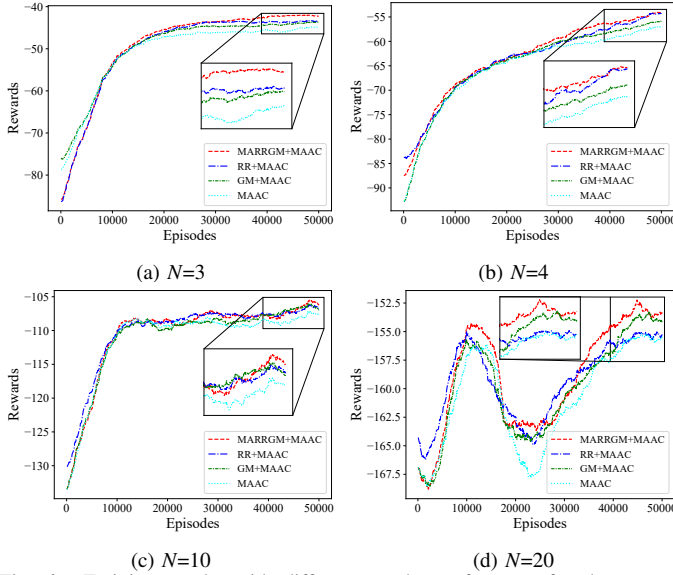 −40
−50
−60
−70
−80
Rewards
0 10000 20000 30000 40000 50000
Episodes
MARRGM+MAAC
RR+MAAC
GM+MAAC
MAAC
(a) N=3
−55
−60
−65
−70
−75
−80
−85
−90
Rewards
0 10000 20000 30000 40000 50000
Episodes
MARRGM+MAAC
RR+MAAC
GM+MAAC
MAAC
(b) N=4
−105
−110
−115
−120
−125
−130
Rewards
0 10000 20000 30000 40000 50000
Episodes
MARRGM+MAAC
RR+MAAC
GM+MAAC
MAAC
(c) N=10
−152.5
−155.0
−157.5
−160.0
−162.5
−165.0
−167.5
Rewards
0 10000 20000 30000 40000 50000
Episodes
MARRGM+MAAC
RR+MAAC
GM+MAAC
MAAC
(d) N=20